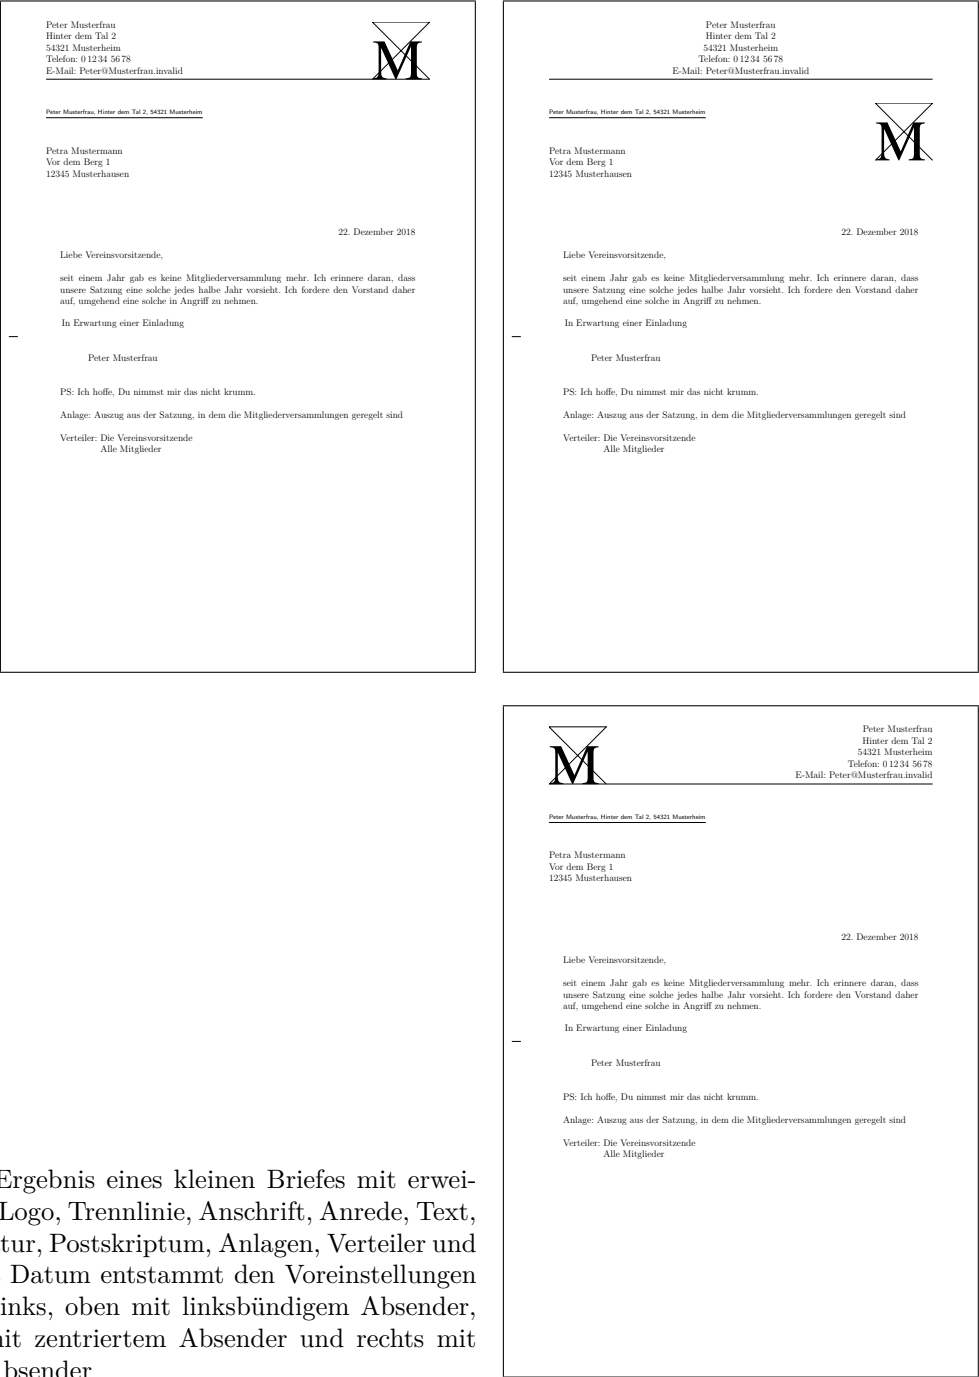 Peter Musterfrau
Hinter dem Tal 2
54321 Musterheim
Telefon: 0 12 34 56 78
E-Mail: Peter@Musterfrau.invalid
M
Peter Musterfrau, Hinter dem Tal 2, 54321 Musterheim
Petra Mustermann
Vor dem Berg 1
12345 Musterhausen
22. Dezember 2018
Liebe Vereinsvorsitzende,
seit einem Jahr gab es keine Mitgliederversammlung mehr. Ich erinnere daran, dass
unsere Satzung eine solche jedes halbe Jahr vorsieht. Ich fordere den Vorstand daher
auf, umgehend eine solche in Angriff zu nehmen.
In Erwartung einer Einladung
Peter Musterfrau
PS: Ich hoffe, Du nimmst mir das nicht krumm.
Anlage: Auszug aus der Satzung, in dem die Mitgliederversammlungen geregelt sind
Verteiler: Die Vereinsvorsitzende
Alle Mitglieder
Peter Musterfrau
Hinter dem Tal 2
54321 Musterheim
Telefon: 0 12 34 56 78
E-Mail: Peter@Musterfrau.invalid
Peter Musterfrau, Hinter dem Tal 2, 54321 Musterheim
M
Petra Mustermann
Vor dem Berg 1
12345 Musterhausen
22. Dezember 2018
Liebe Vereinsvorsitzende,
seit einem Jahr gab es keine Mitgliederversammlung mehr. Ich erinnere daran, dass
unsere Satzung eine solche jedes halbe Jahr vorsieht. Ich fordere den Vorstand daher
auf, umgehend eine solche in Angriff zu nehmen.
In Erwartung einer Einladung
Peter Musterfrau
PS: Ich hoffe, Du nimmst mir das nicht krumm.
Anlage: Auszug aus der Satzung, in dem die Mitgliederversammlungen geregelt sind
Verteiler: Die Vereinsvorsitzende
Alle Mitglieder
Ergebnis eines kleinen Briefes mit erwei-
Logo, Trennlinie, Anschrift, Anrede, Text,
tur, Postskriptum, Anlagen, Verteiler und
Datum entstammt den Voreinstellungen
inks, oben mit linksbündigem Absender,
it zentriertem Absender und rechts mit
bsender
M
Peter Musterfrau
Hinter dem Tal 2
54321 Musterheim
Telefon: 0 12 34 56 78
E-Mail: Peter@Musterfrau.invalid
Peter Musterfrau, Hinter dem Tal 2, 54321 Musterheim
Petra Mustermann
Vor dem Berg 1
12345 Musterhausen
22. Dezember 2018
Liebe Vereinsvorsitzende,
seit einem Jahr gab es keine Mitgliederversammlung mehr. Ich erinnere daran, dass
unsere Satzung eine solche jedes halbe Jahr vorsieht. Ich fordere den Vorstand daher
auf, umgehend eine solche in Angriff zu nehmen.
In Erwartung einer Einladung
Peter Musterfrau
PS: Ich hoffe, Du nimmst mir das nicht krumm.
Anlage: Auszug aus der Satzung, in dem die Mitgliederversammlungen geregelt sind
Verteiler: Die Vereinsvorsitzende
Alle Mitglieder